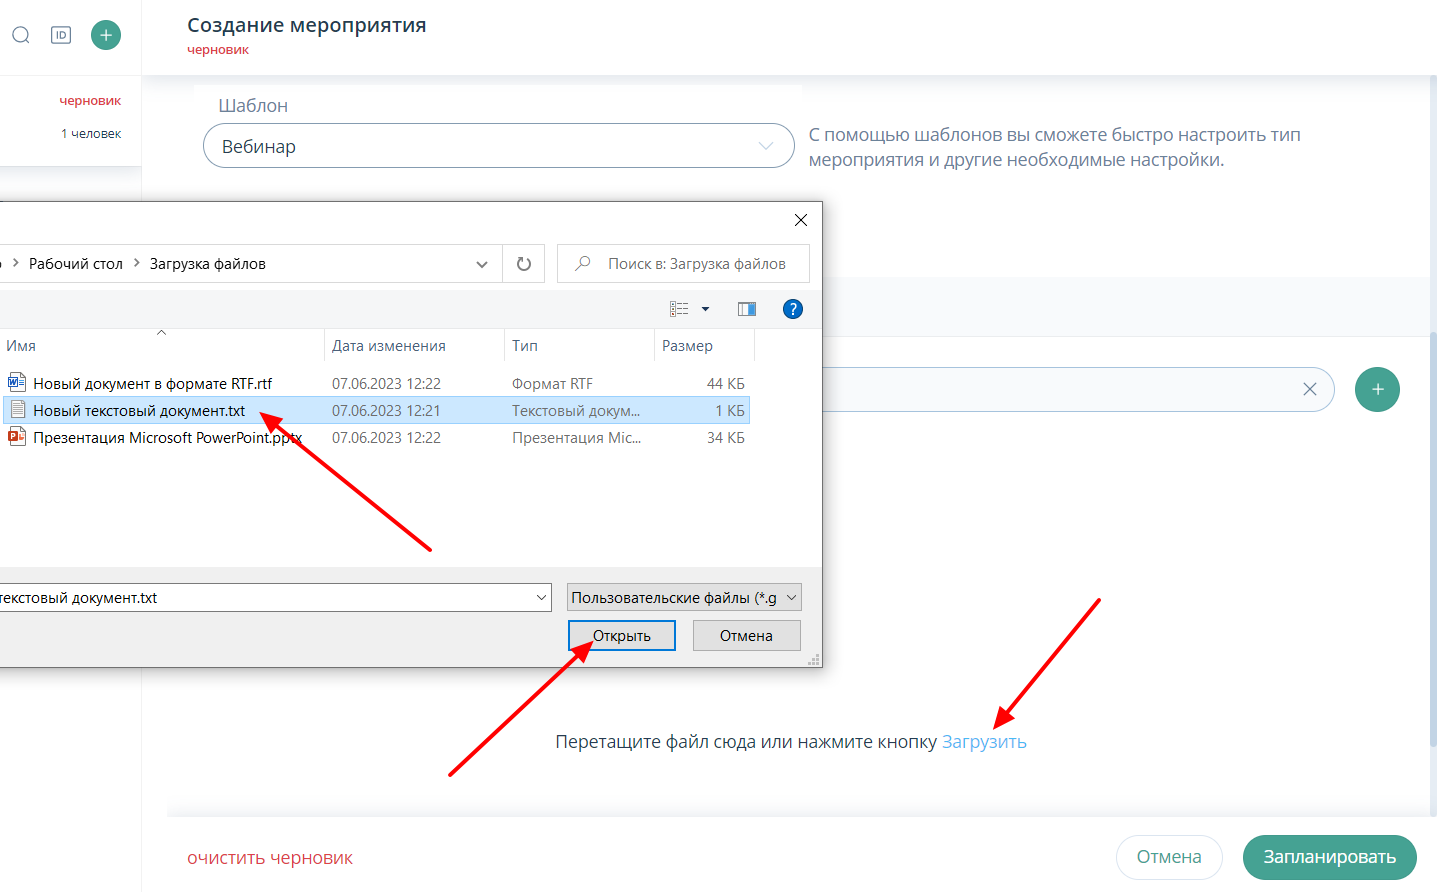 ID
Создание мероприятия
черновик
черновик
1 человек
Шаблон
Вебинар
С помощью шаблонов вы сможете быстро настроить тип
мероприятия и другие необходимые настройки.
Рабочий стол
Загрузка файлов
Поиск в: Загрузка файлов
?
Имя
Дата изменения
Тип
Размер
Новый документ в формате RTF.rtf
07.06.2023 12:22
Формат RTF
44 КБ
Новый текстовый документ.txt
07.06.2023 12:21
Текстовый докум...
1 КБ
Презентация Microsoft PowerPoint.pptx
07.06.2023 12:22
Презентация Mic...
34 КБ
текстовый документ.txt
Пользовательские файлы (*.g
Открыть
Отмена
Перетащите файл сюда или нажмите кнопку Загрузить
очистить черновик
Отмена
Запланировать